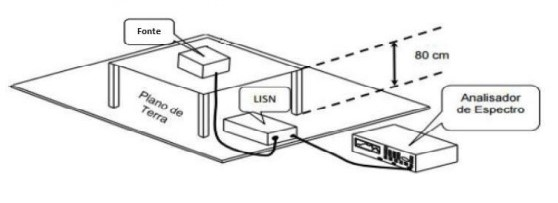 Fonte
80 cm
LISN
Analisador
de Espectro
Plano de
Terra